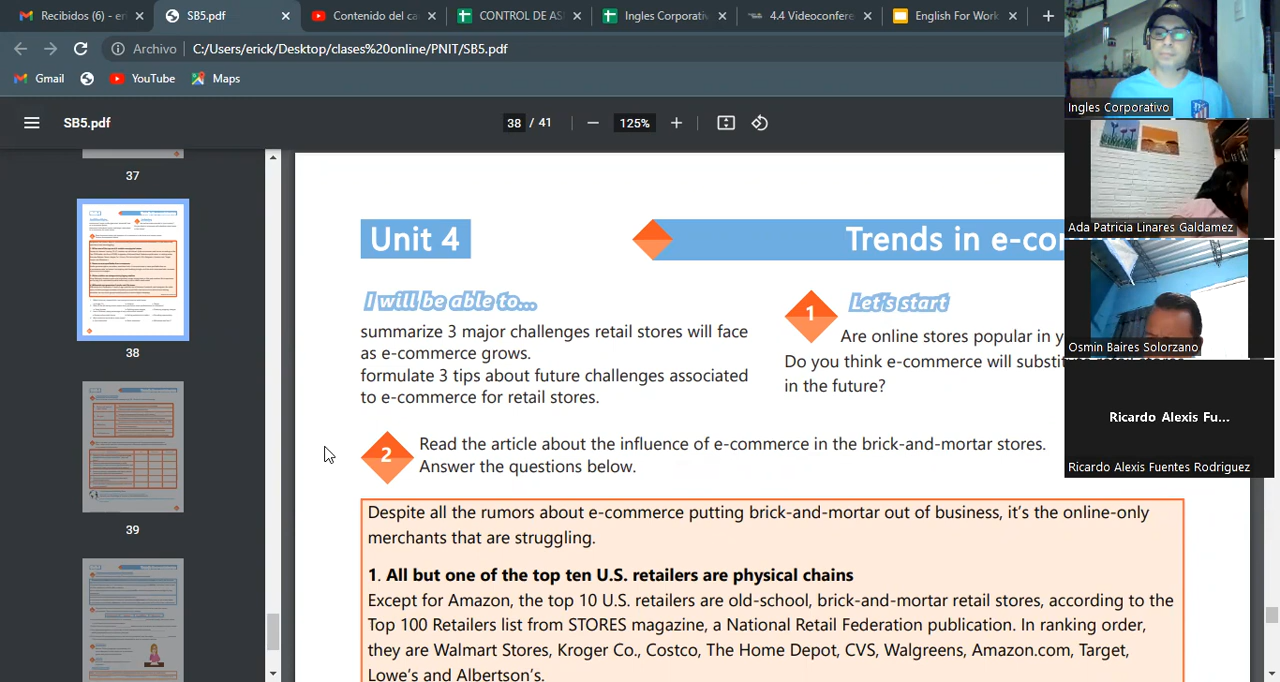 Recibidos (5) - er
SB5.pdf
Contenido del ca
CONTROL DE AS
Ingles Corporativ
4.4 Videoconfere
English For Work
Archivo
C:/Users/erick/Desktop/clases%20online/PNIT/SB5.pdf
Gmail
YouTube
Maps
Ingles Corporativo
SB5.pdf
38 / 41
125%
37
38
39
Ada Patricia Linares Galdamez
Osmin Baires Solorzano
Ricardo Alexis Fu...
Ricardo Alexis Fuentes Rodriguez
Unit 4
Trends in e-co
I will be able to...
summarize 3 major challenges retail stores will face
as e-commerce grows.
formulate 3 tips about future challenges associated
to e-commerce for retail stores.
1
Let's start
Are online stores popular in y
Do you think e-commerce will substi
in the future?
2
Read the article about the influence of e-commerce in the brick-and-mortar stores.
Answer the questions below.
Despite all the rumors about e-commerce putting brick-and-mortar out of business, it's the online-only
merchants that are struggling.
1. All but one of the top ten U.S. retailers are physical chains
Except for Amazon, the top 10 U.S. retailers are old-school, brick-and-mortar retail stores, according to the
Top 100 Retailers list from STORES magazine, a National Retail Federation publication. In ranking order,
they are Walmart Stores, Kroger Co., Costco, The Home Depot, CVS, Walgreens, Amazon.com, Target,
Lowe's and Albertson's.